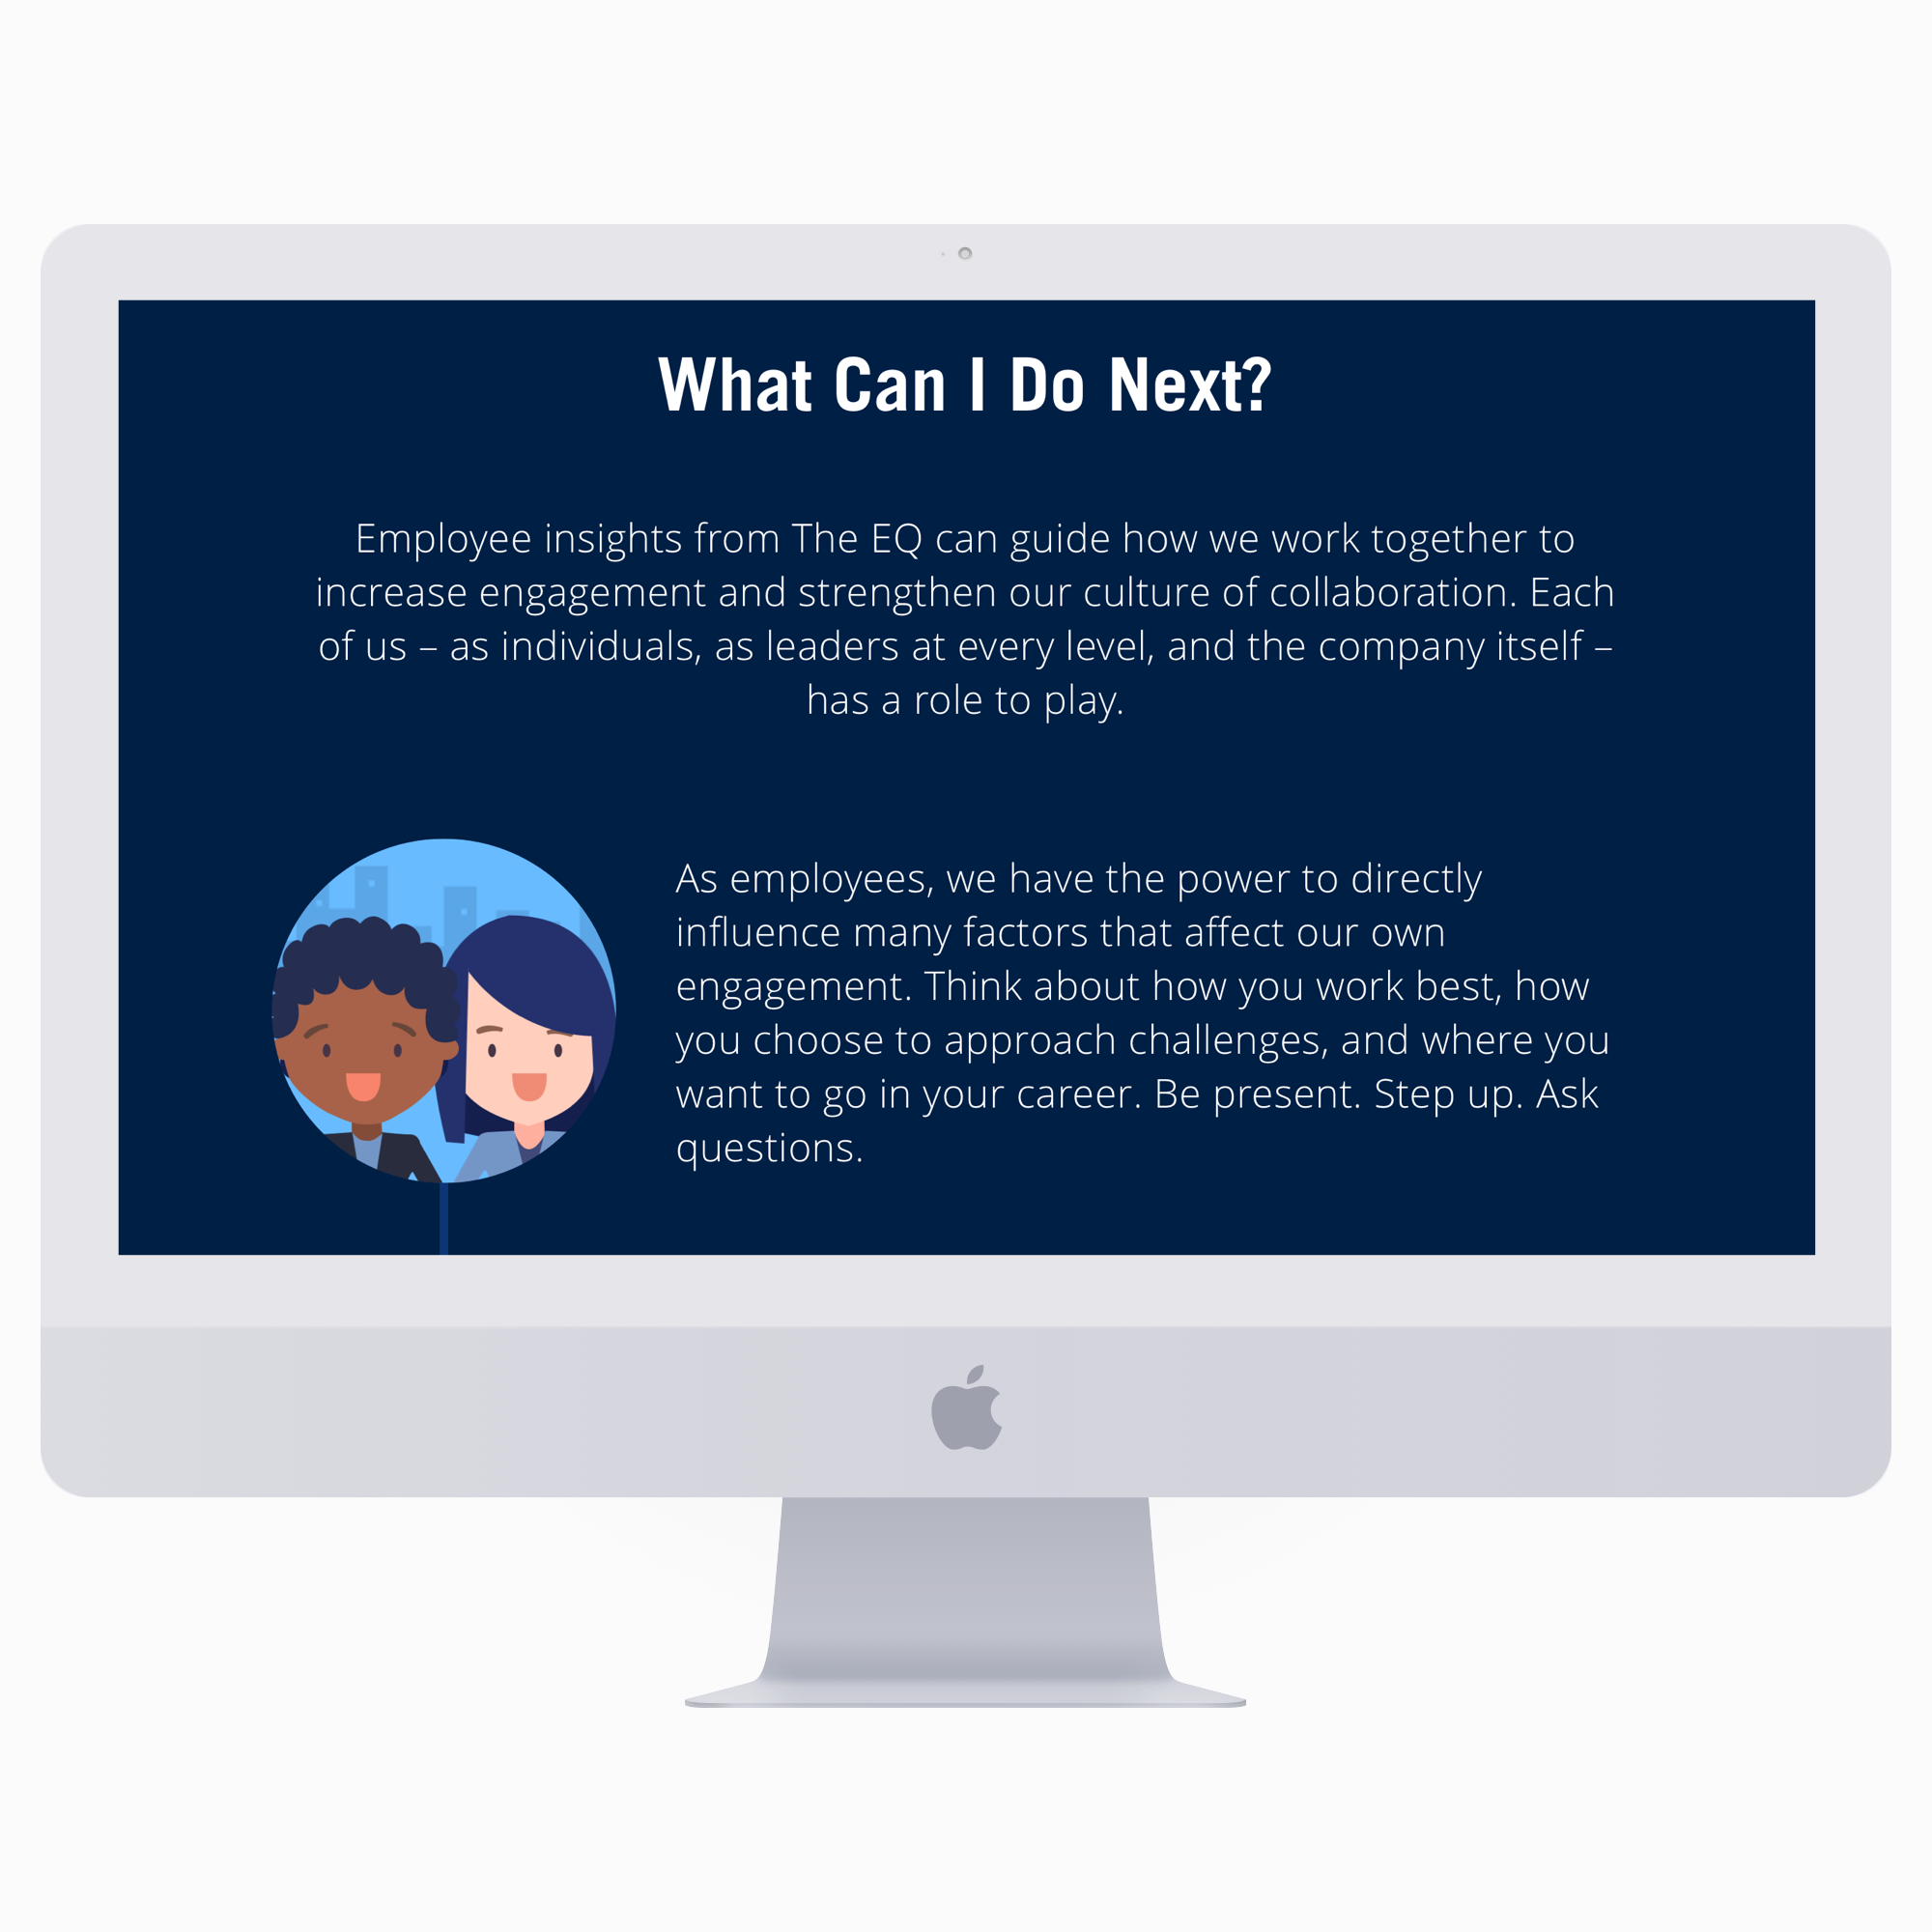 What Can I Do Next?
Employee insights from The EQ can guide how we work together to
increase engagement and strengthen our culture of collaboration. Each
of us – as individuals, as leaders at every level, and the company itself –
has a role to play.
As employees, we have the power to directly
influence many factors that affect our own
engagement. Think about how you work best, how
you choose to approach challenges, and where you
want to go in your career. Be present. Step up. Ask
questions.